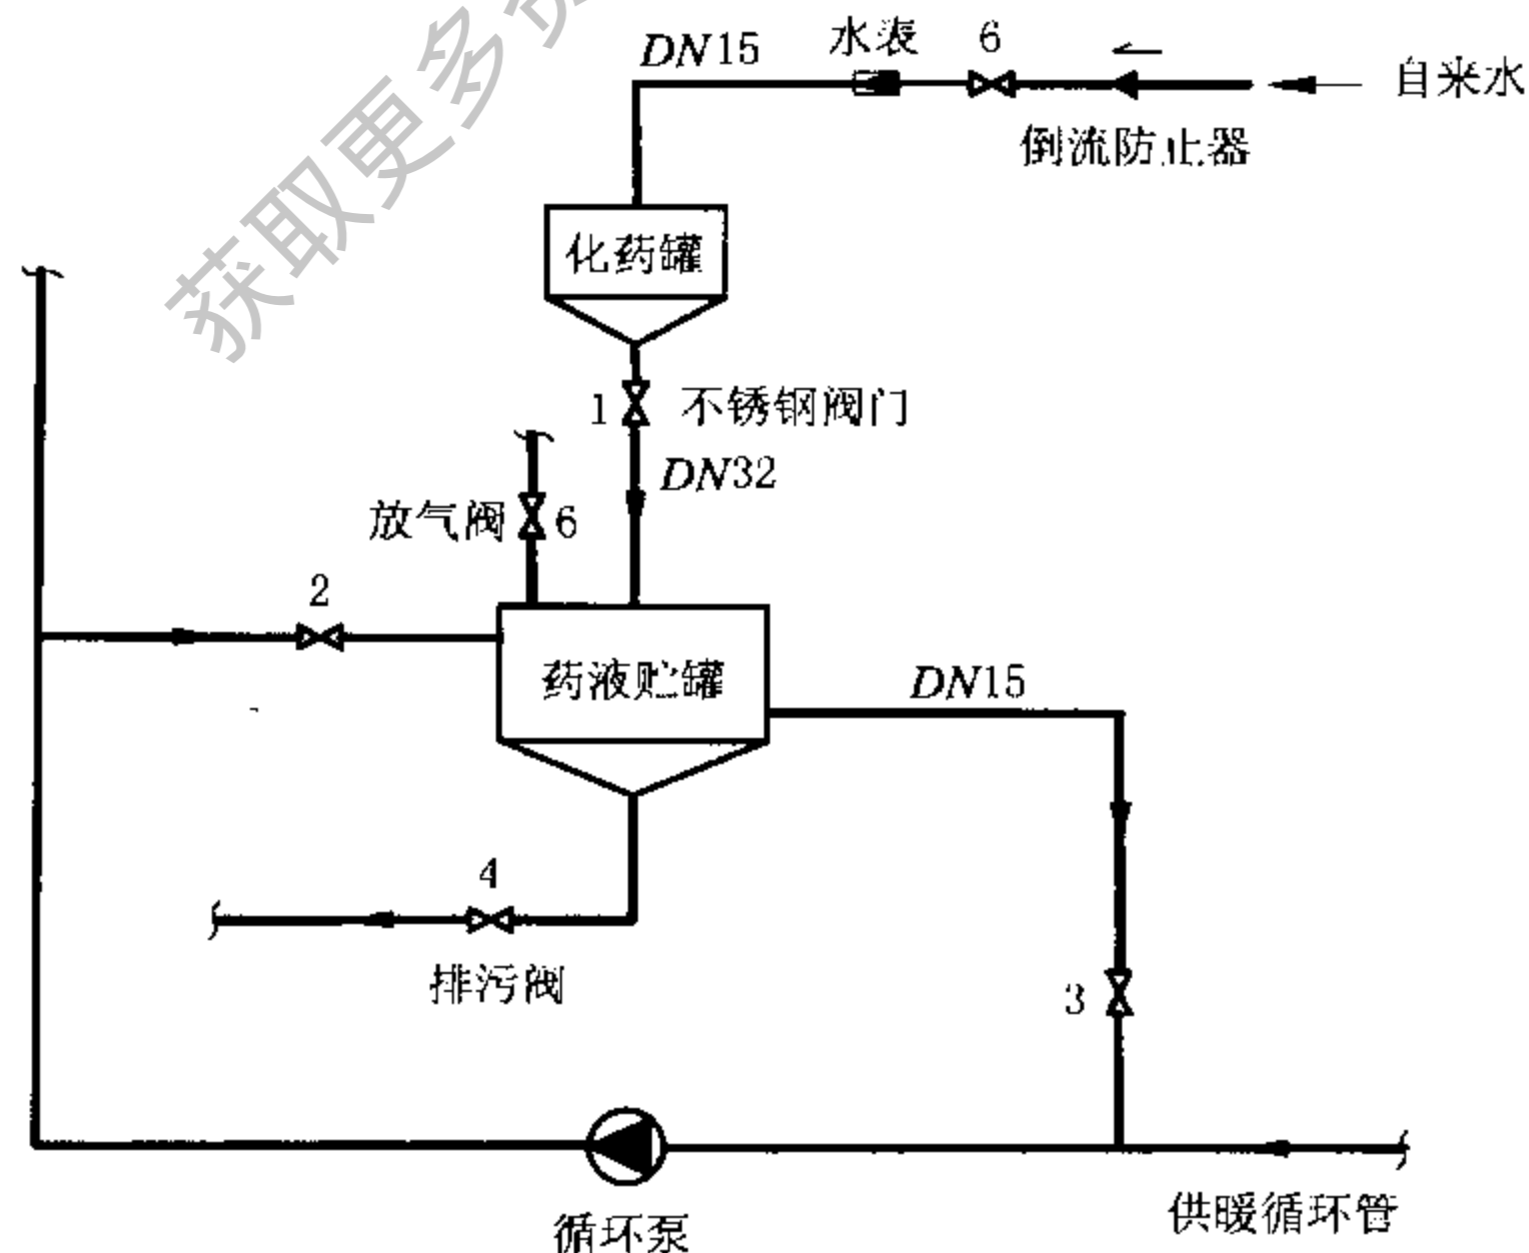 DN15
水表
6
自来水
倒流防止器
化药罐
1
不锈钢阀门
DN32
放气阀
6
2
药液贮罐
DN15
4
排污阀
3
循环泵
供暖循环管
获取更多